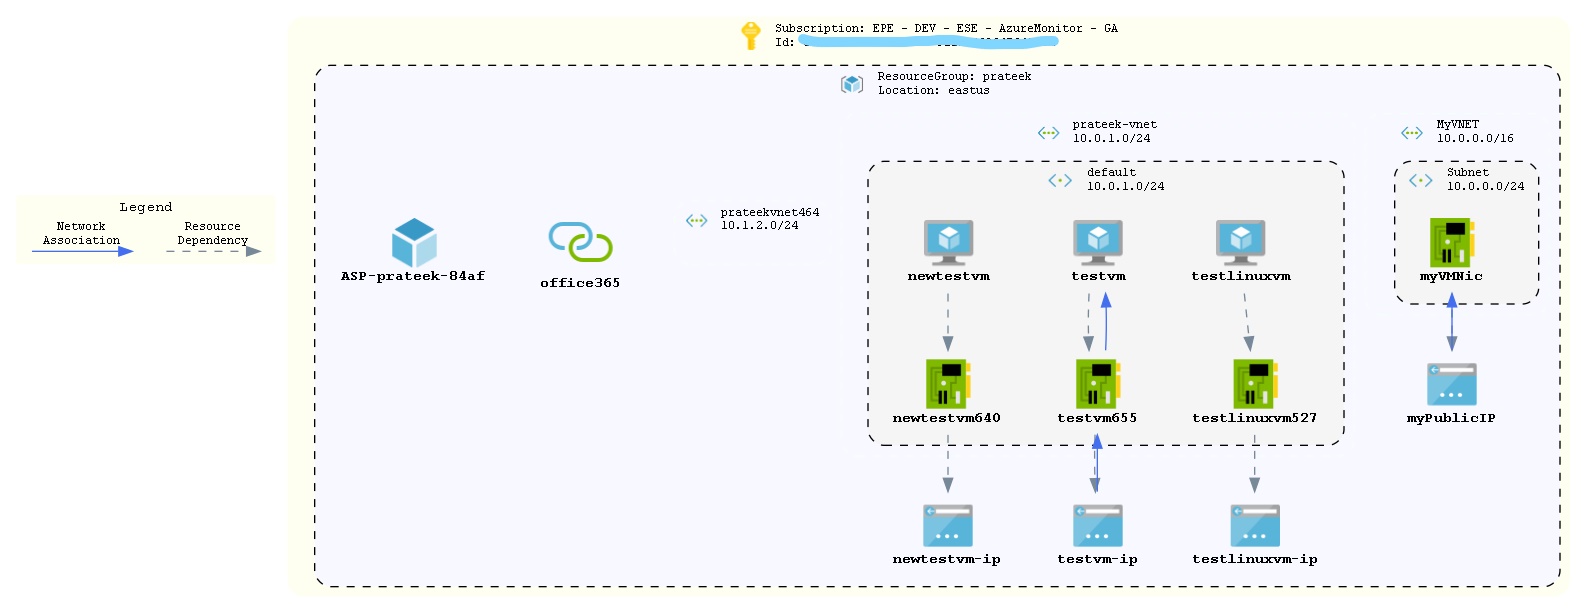 Subscription: EPE - DEV - ESE - AzureMonitor - GA
Id:
ResourceGroup: prateek
Location: eastus
prateek-vnet
10.0.1.0/24
MyVNET
10.0.0.0/16
default
10.0.1.0/24
Subnet
10.0.0.0/24
Legend
Network
Association
Resource
Dependency
prateekvnet464
10.1.2.0/24
ASP-prateek-84af
office365
newtestvm
testvm
testlinuxvm
myVMNic
newtestvm640
testvm655
testlinuxvm527
myPublicIP
newtestvm-ip
testvm-ip
testlinuxvm-ip